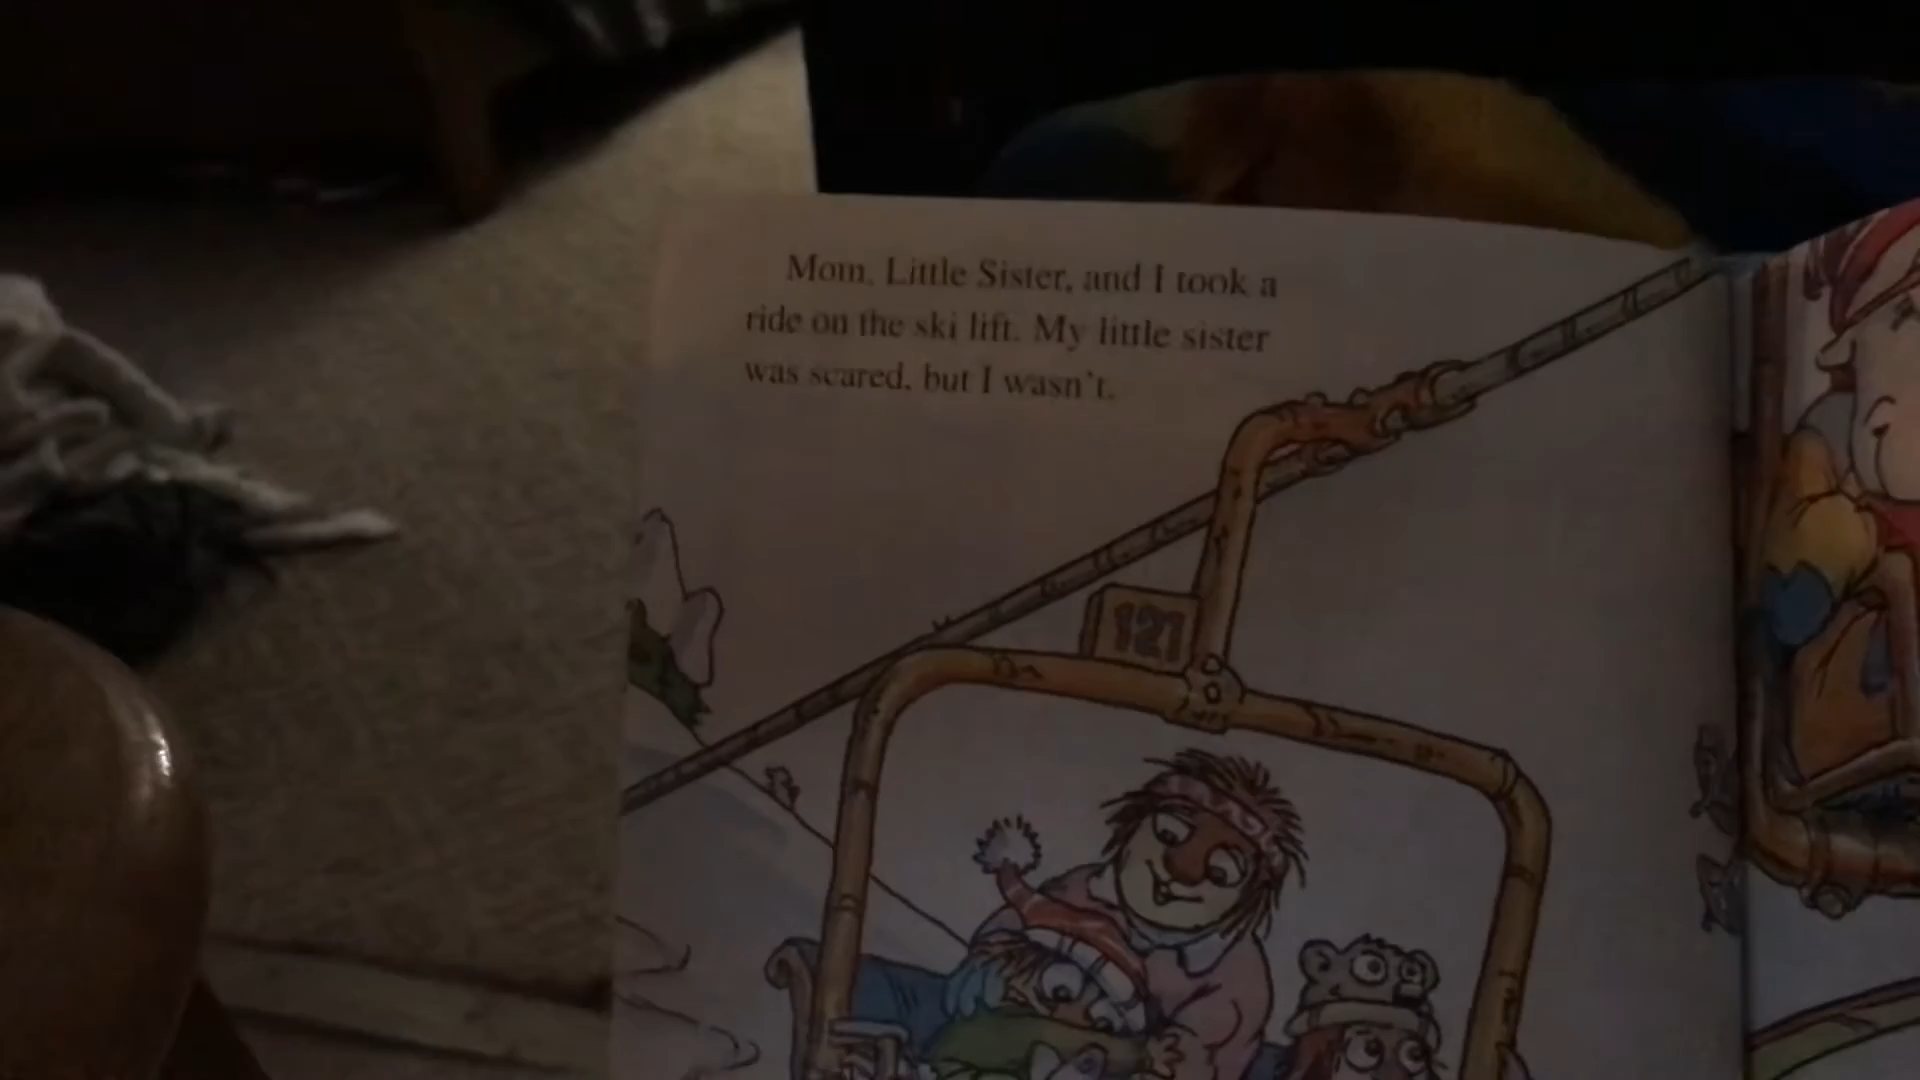 Mom, Little Sister, and I took a
ride on the ski lift. My little sister
was scared, but I wasn't.
121